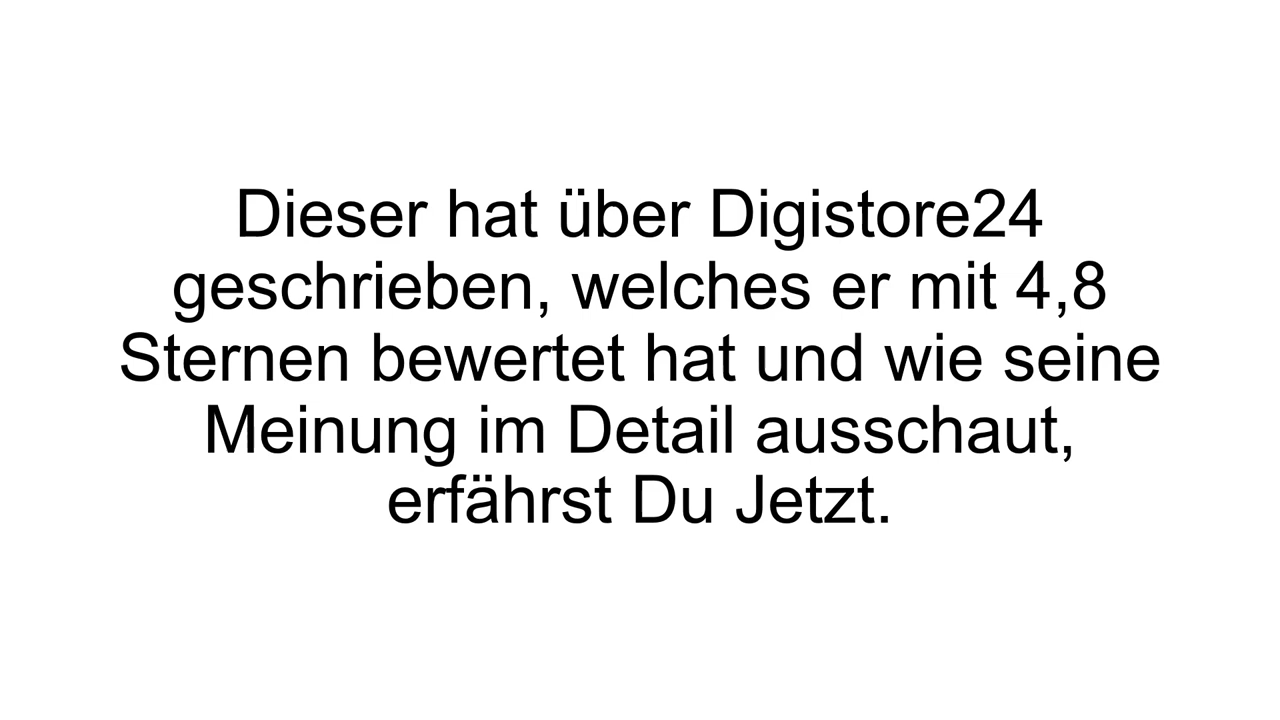 Dieser hat über Digistore24
geschrieben, welches er mit 4,8
Sternen bewertet hat und wie seine
Meinung im Detail ausschaut,
erfährst Du Jetzt.